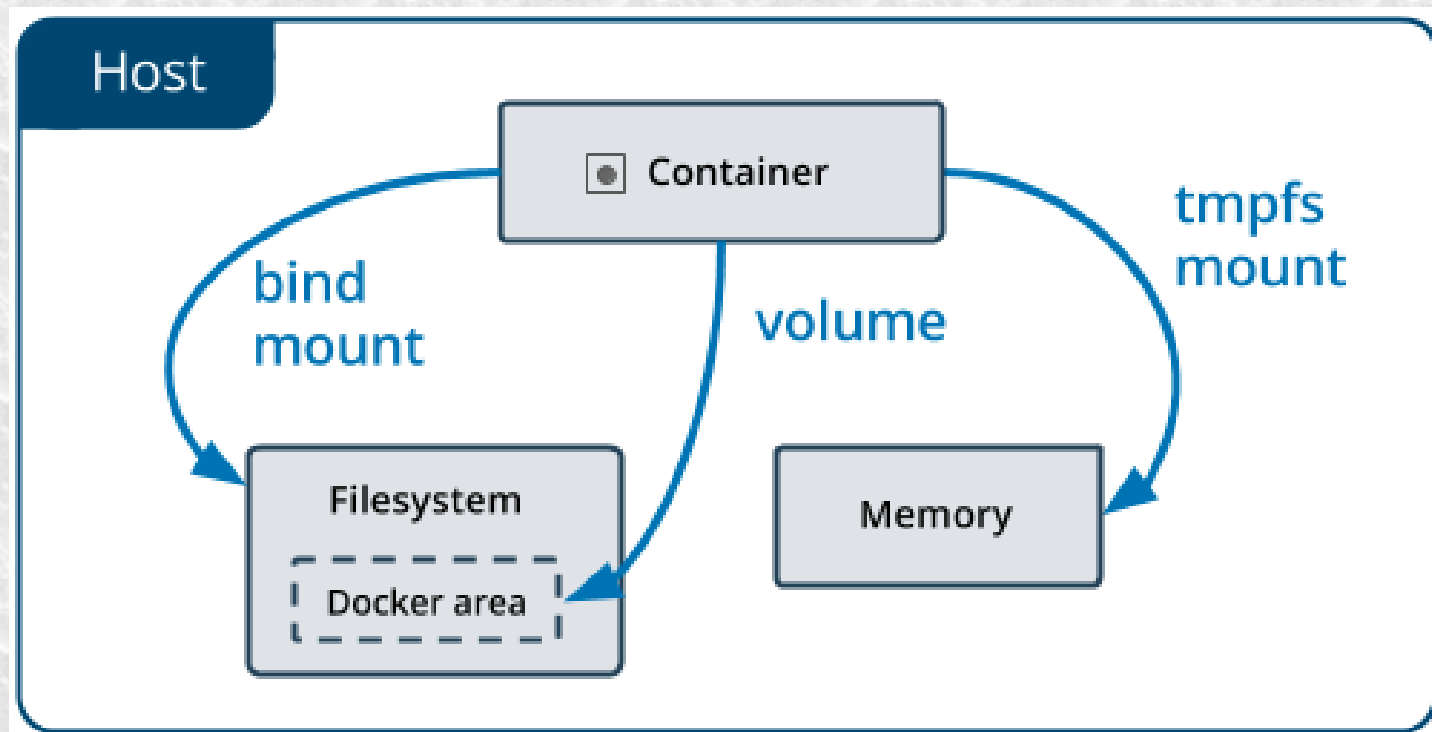 Host
Container
bind
mount
volume
tmpfs
mount
Filesystem
Docker area
Memory